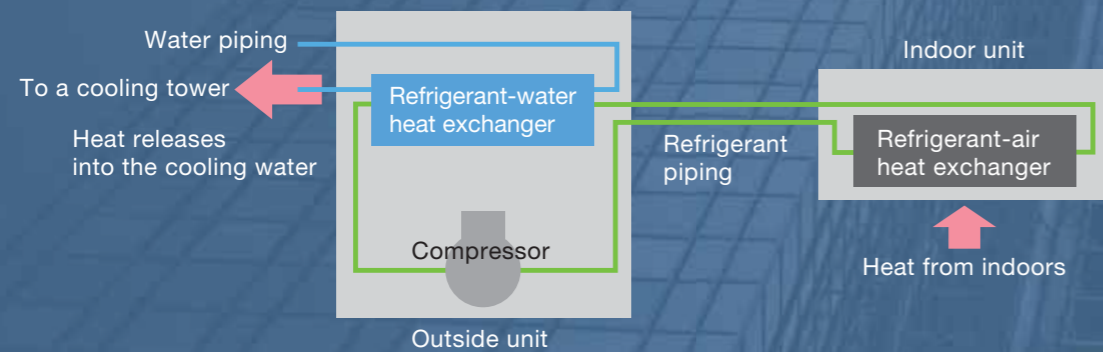 Water piping
To a cooling tower
Heat releases
into the cooling water
Refrigerant-water
heat exchanger
Compressor
Outside unit
Refrigerant
piping
Indoor unit
Refrigerant-air
heat exchanger
Heat from indoors